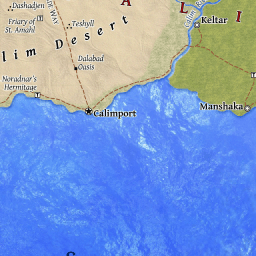 Dashadjen
Teshyll
Friary of
St. Amahl
Keltar
lim Desert
A L I
Dalabad
Oasis
Noradnar's
Hermitage
Manshaka
Calimport